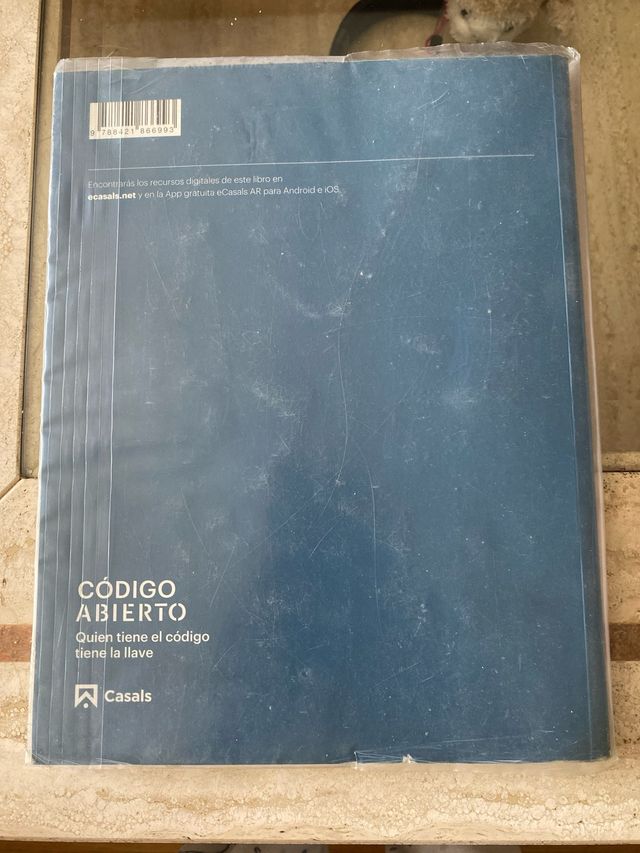 9 788421 866993
Encontrarás los recursos digitales de este libro en
ecasals.net y en la App gratuita eCasals AR para Android e iOS.
CÓDIGO
ABIERTO
Quien tiene el código
tiene la llave
Casals